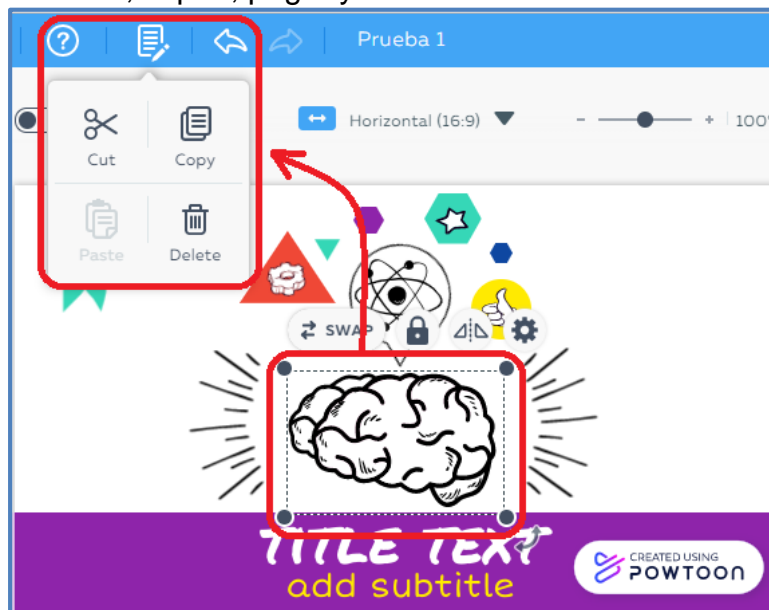 Prueba 1
Cut
Copy
Paste
Delete
Horizontal (16:9)
- + 100%
SWAP
TITLE TEXT
add subtitle
CREATED USING
POWTOON